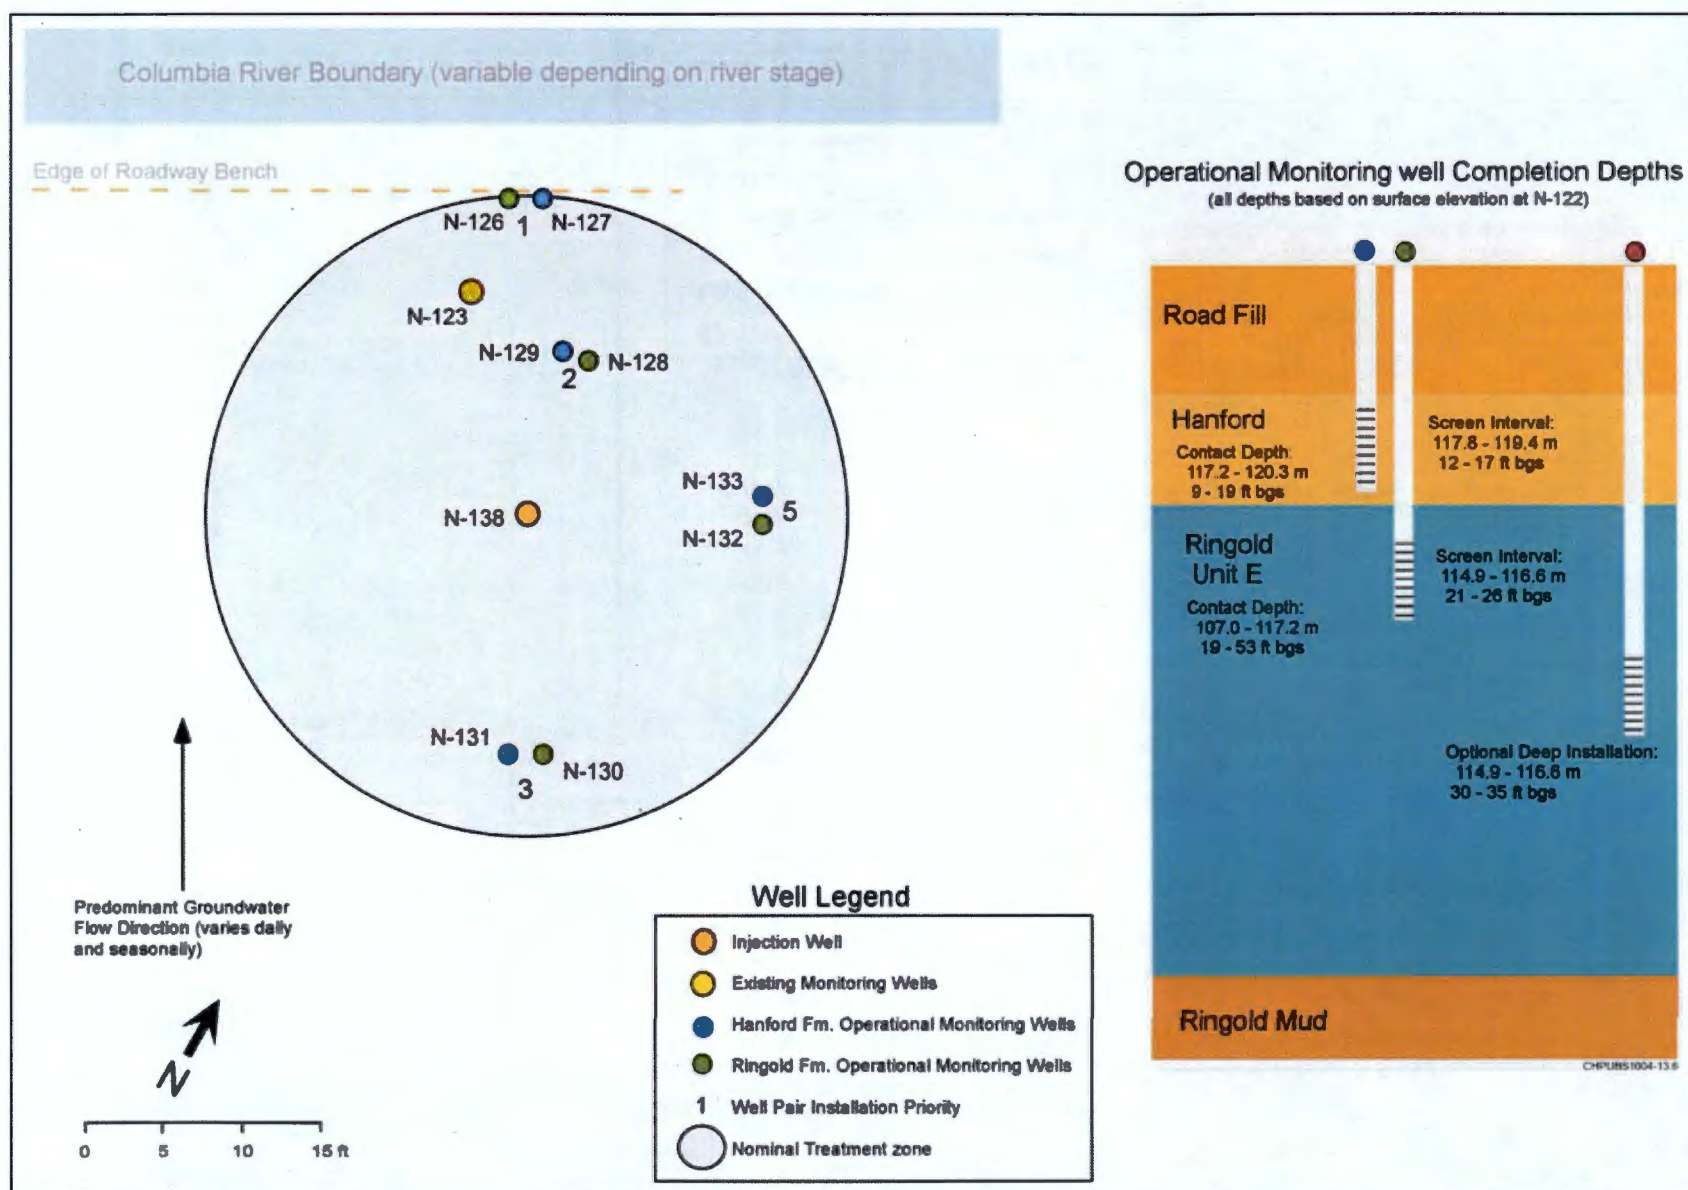 Columbia River Boundary (variable depending on river stage)
Edge of Roadway Bench
N-126
1
N-127
N-123
N-129
N-128
2
N-133
5
N-132
N-138
N-131
N-130
3
Predominant Groundwater
Flow Direction (varies daily
and seasonally)
N
0 5 10 15 ft
Well Legend
Injection Well
Existing Monitoring Wells
Hanford Fm. Operational Monitoring Wells
Ringold Fm. Operational Monitoring Wells
1 Well Pair Installation Priority
Nominal Treatment zone
Operational Monitoring well Completion Depths
(all depths based on surface elevation at N-122)
Road Fill
Hanford
Contact Depth:
117.2 - 120.3 m
9 - 19 ft bgs
Screen Interval:
117.8 - 119.4 m
12 - 17 ft bgs
Ringold
Unit E
Contact Depth:
107.0 - 117.2 m
19 - 53 ft bgs
Screen Interval:
114.9 - 116.6 m
21 - 26 ft bgs
Optional Deep Installation:
114.9 - 116.6 m
30 - 35 ft bgs
Ringold Mud
CHPUBS1004-13.6